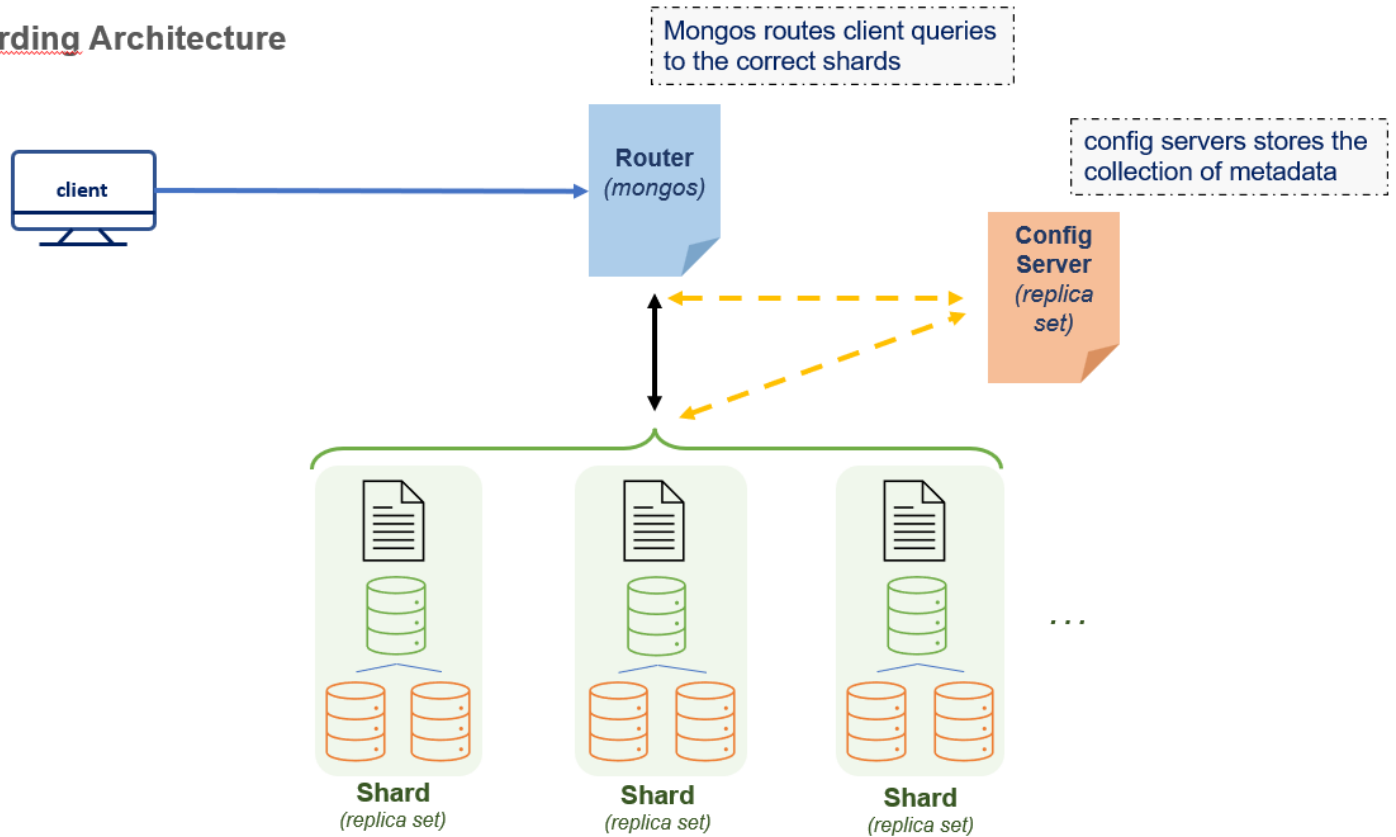 rding Architecture
Mongos routes client queries
to the correct shards
config servers stores the
collection of metadata
client
Router
(mongos)
Config
Server
(replica
set)
...
Shard
(replica set)
Shard
(replica set)
Shard
(replica set)